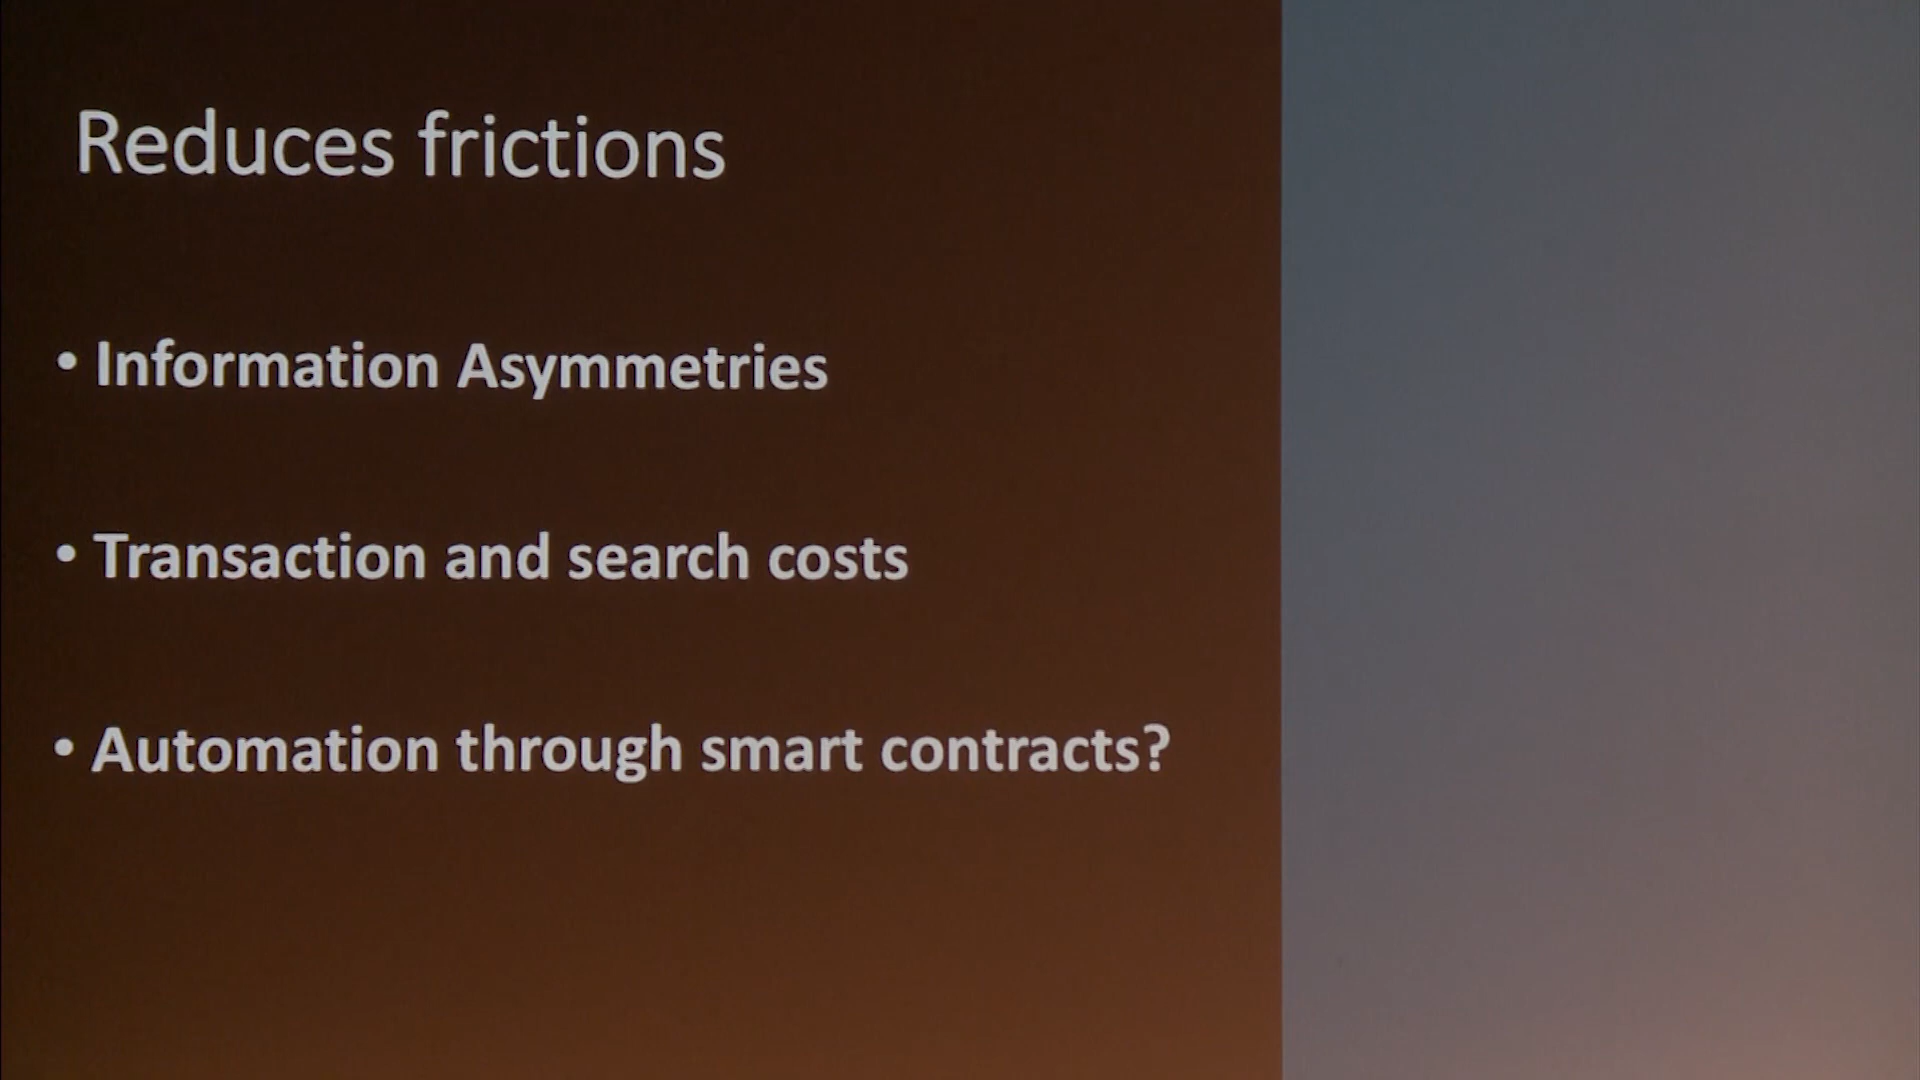 Reduces frictions
• Information Asymmetries
• Transaction and search costs
• Automation through smart contracts?